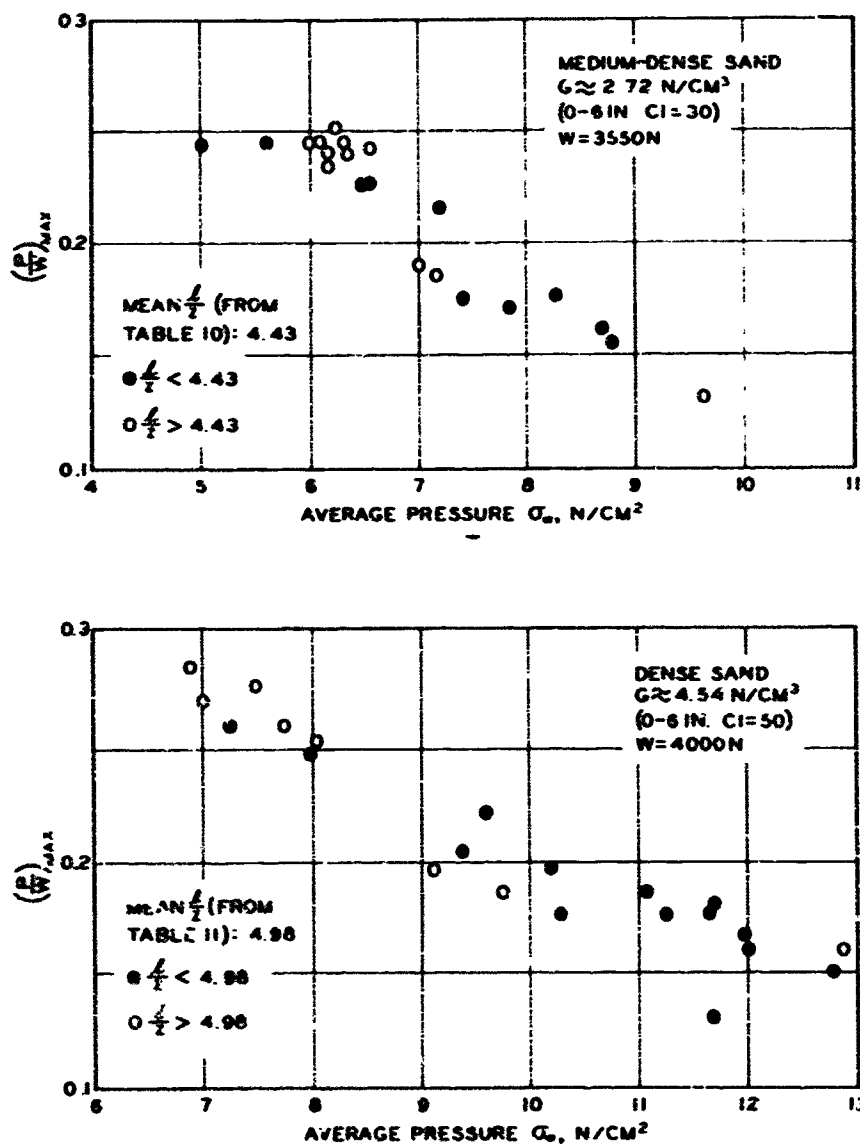 0.3
MEDIUM-DENSE SAND
G≈2.72 N/CM³
(0-6 IN. CI=30)
W=3550N
0.2
(P/W)MAX
MEAN ℓ/z (FROM
TABLE 10): 4.43
● ℓ/z < 4.43
○ ℓ/z > 4.43
0.1
4 5 6 7 8 9 10 11
AVERAGE PRESSURE σₐ, N/CM²
0.3
DENSE SAND
G≈4.54 N/CM³
(0-6 IN. CI=50)
W=4000N
0.2
(P/W)MAX
MEAN ℓ/z (FROM
TABLE 11): 4.98
● ℓ/z < 4.98
○ ℓ/z > 4.98
0.1
6 7 8 9 10 11 12 13
AVERAGE PRESSURE σₐ, N/CM²